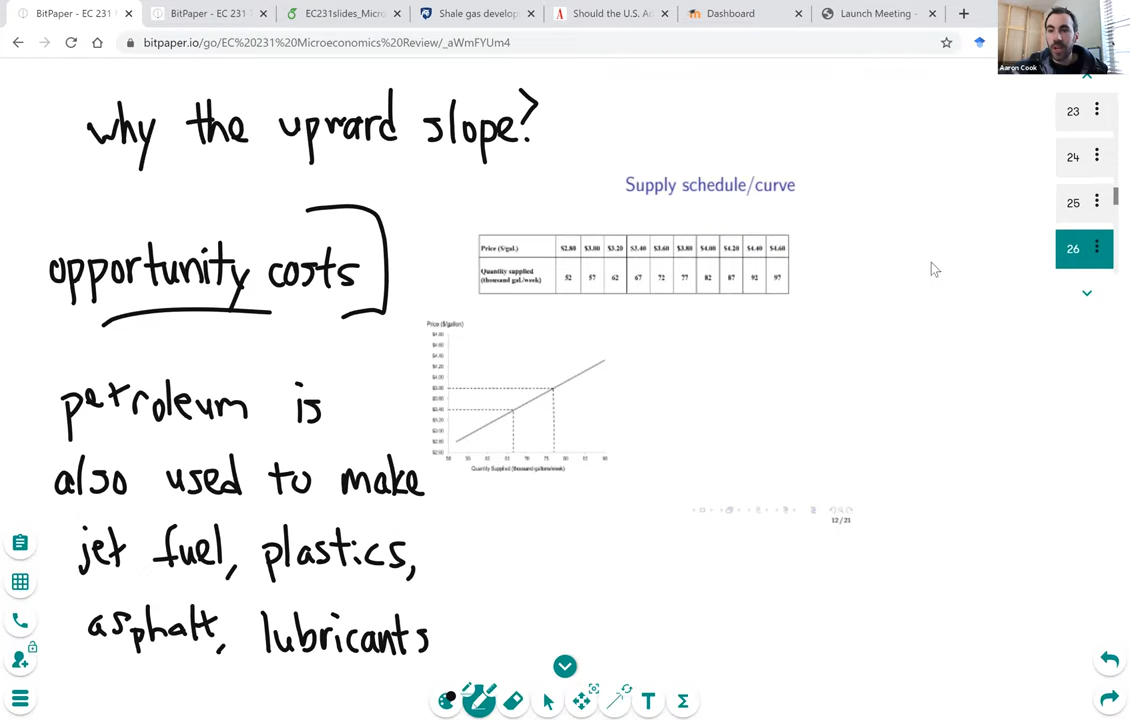 BitPaper - EC 231
BitPaper - EC 231
EC231slides_Micro
Shale gas develop
Should the U.S.
Dashboard
Launch Meeting -
bitpaper.io/go/EC%20231%20Microeconomics%20Review/_aWmFYUm4
Aaron Cook
why the upward slope?
23
24
25
26
Supply schedule/curve
opportunity costs
Price ($/gal.) $2.80 $3.00 $3.20 $3.40 $3.60 $3.80 $4.00 $4.20 $4.40 $4.60
Quantity supplied
(thousand gal./week) 52 57 62 67 72 77 82 87 92 97
Price ($/gallon)
Quantity Supplied (thousand gallons/week)
petroleum is
also used to make
jet fuel, plastics,
asphalt, lubricants
12/21
T
Σ